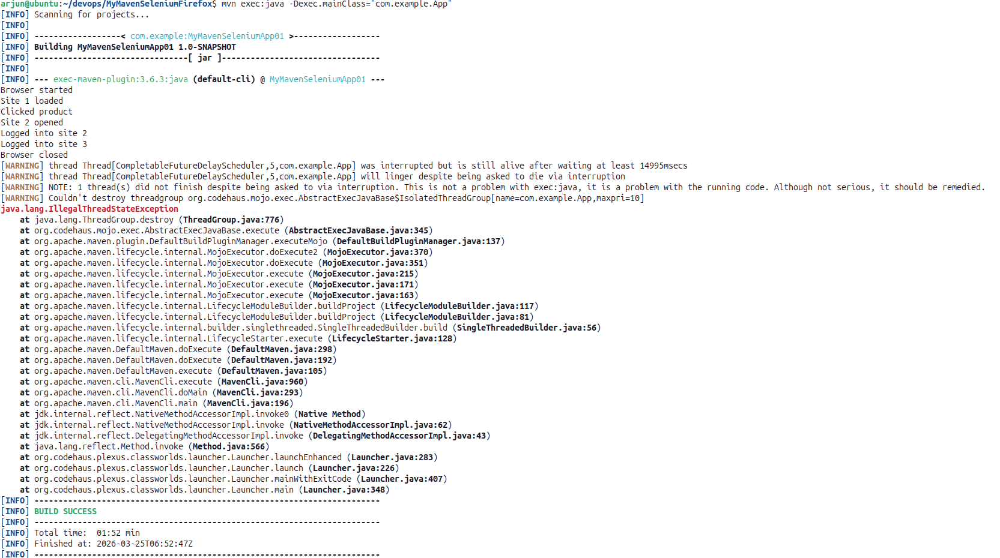 arjun@ubuntu:~/devops/MyMavenSeleniumFirefox$ mvn exec:java -Dexec.mainClass="com.example.App"
[INFO] Scanning for projects...
[INFO]
[INFO] ------------------< com.example:MyMavenSeleniumApp01 >------------------
[INFO] Building MyMavenSeleniumApp01 1.0-SNAPSHOT
[INFO] --------------------------------[ jar ]---------------------------------
[INFO]
[INFO] --- exec-maven-plugin:3.6.3:java (default-cli) @ MyMavenSeleniumApp01 ---
Browser started
Site 1 loaded
Clicked product
Site 2 opened
Logged into site 2
Logged into site 3
Browser closed
[WARNING] thread Thread[CompletableFutureDelayScheduler,5,com.example.App] was interrupted but is still alive after waiting at least 14995msecs
[WARNING] thread Thread[CompletableFutureDelayScheduler,5,com.example.App] will linger despite being asked to die via interruption
[WARNING] NOTE: 1 thread(s) did not finish despite being asked to via interruption. This is not a problem with exec:java, it is a problem with the running code. Although not serious, it should be remedied.
[WARNING] Couldn't destroy threadgroup org.codehaus.mojo.exec.AbstractExecJavaBase$IsolatedThreadGroup[name=com.example.App,maxpri=10]
java.lang.IllegalThreadStateException
    at java.lang.ThreadGroup.destroy (ThreadGroup.java:776)
    at org.codehaus.mojo.exec.AbstractExecJavaBase.execute (AbstractExecJavaBase.java:345)
    at org.apache.maven.plugin.DefaultBuildPluginManager.executeMojo (DefaultBuildPluginManager.java:137)
    at org.apache.maven.lifecycle.internal.MojoExecutor.doExecute2 (MojoExecutor.java:370)
    at org.apache.maven.lifecycle.internal.MojoExecutor.doExecute (MojoExecutor.java:351)
    at org.apache.maven.lifecycle.internal.MojoExecutor.execute (MojoExecutor.java:215)
    at org.apache.maven.lifecycle.internal.MojoExecutor.execute (MojoExecutor.java:171)
    at org.apache.maven.lifecycle.internal.MojoExecutor.execute (MojoExecutor.java:163)
    at org.apache.maven.lifecycle.internal.LifecycleModuleBuilder.buildProject (LifecycleModuleBuilder.java:117)
    at org.apache.maven.lifecycle.internal.LifecycleModuleBuilder.buildProject (LifecycleModuleBuilder.java:81)
    at org.apache.maven.lifecycle.internal.builder.singlethreaded.SingleThreadedBuilder.build (SingleThreadedBuilder.java:56)
    at org.apache.maven.lifecycle.internal.LifecycleStarter.execute (LifecycleStarter.java:128)
    at org.apache.maven.DefaultMaven.doExecute (DefaultMaven.java:298)
    at org.apache.maven.DefaultMaven.doExecute (DefaultMaven.java:192)
    at org.apache.maven.DefaultMaven.execute (DefaultMaven.java:105)
    at org.apache.maven.cli.MavenCli.execute (MavenCli.java:960)
    at org.apache.maven.cli.MavenCli.doMain (MavenCli.java:293)
    at org.apache.maven.cli.MavenCli.main (MavenCli.java:196)
    at jdk.internal.reflect.NativeMethodAccessorImpl.invoke0 (Native Method)
    at jdk.internal.reflect.NativeMethodAccessorImpl.invoke (NativeMethodAccessorImpl.java:62)
    at jdk.internal.reflect.DelegatingMethodAccessorImpl.invoke (DelegatingMethodAccessorImpl.java:43)
    at java.lang.reflect.Method.invoke (Method.java:566)
    at org.codehaus.plexus.classworlds.launcher.Launcher.launchEnhanced (Launcher.java:283)
    at org.codehaus.plexus.classworlds.launcher.Launcher.launch (Launcher.java:226)
    at org.codehaus.plexus.classworlds.launcher.Launcher.mainWithExitCode (Launcher.java:407)
    at org.codehaus.plexus.classworlds.launcher.Launcher.main (Launcher.java:348)
[INFO] ------------------------------------------------------------------------
[INFO] BUILD SUCCESS
[INFO] ------------------------------------------------------------------------
[INFO] Total time:  01:52 min
[INFO] Finished at: 2026-03-25T06:52:47Z
[INFO] ------------------------------------------------------------------------